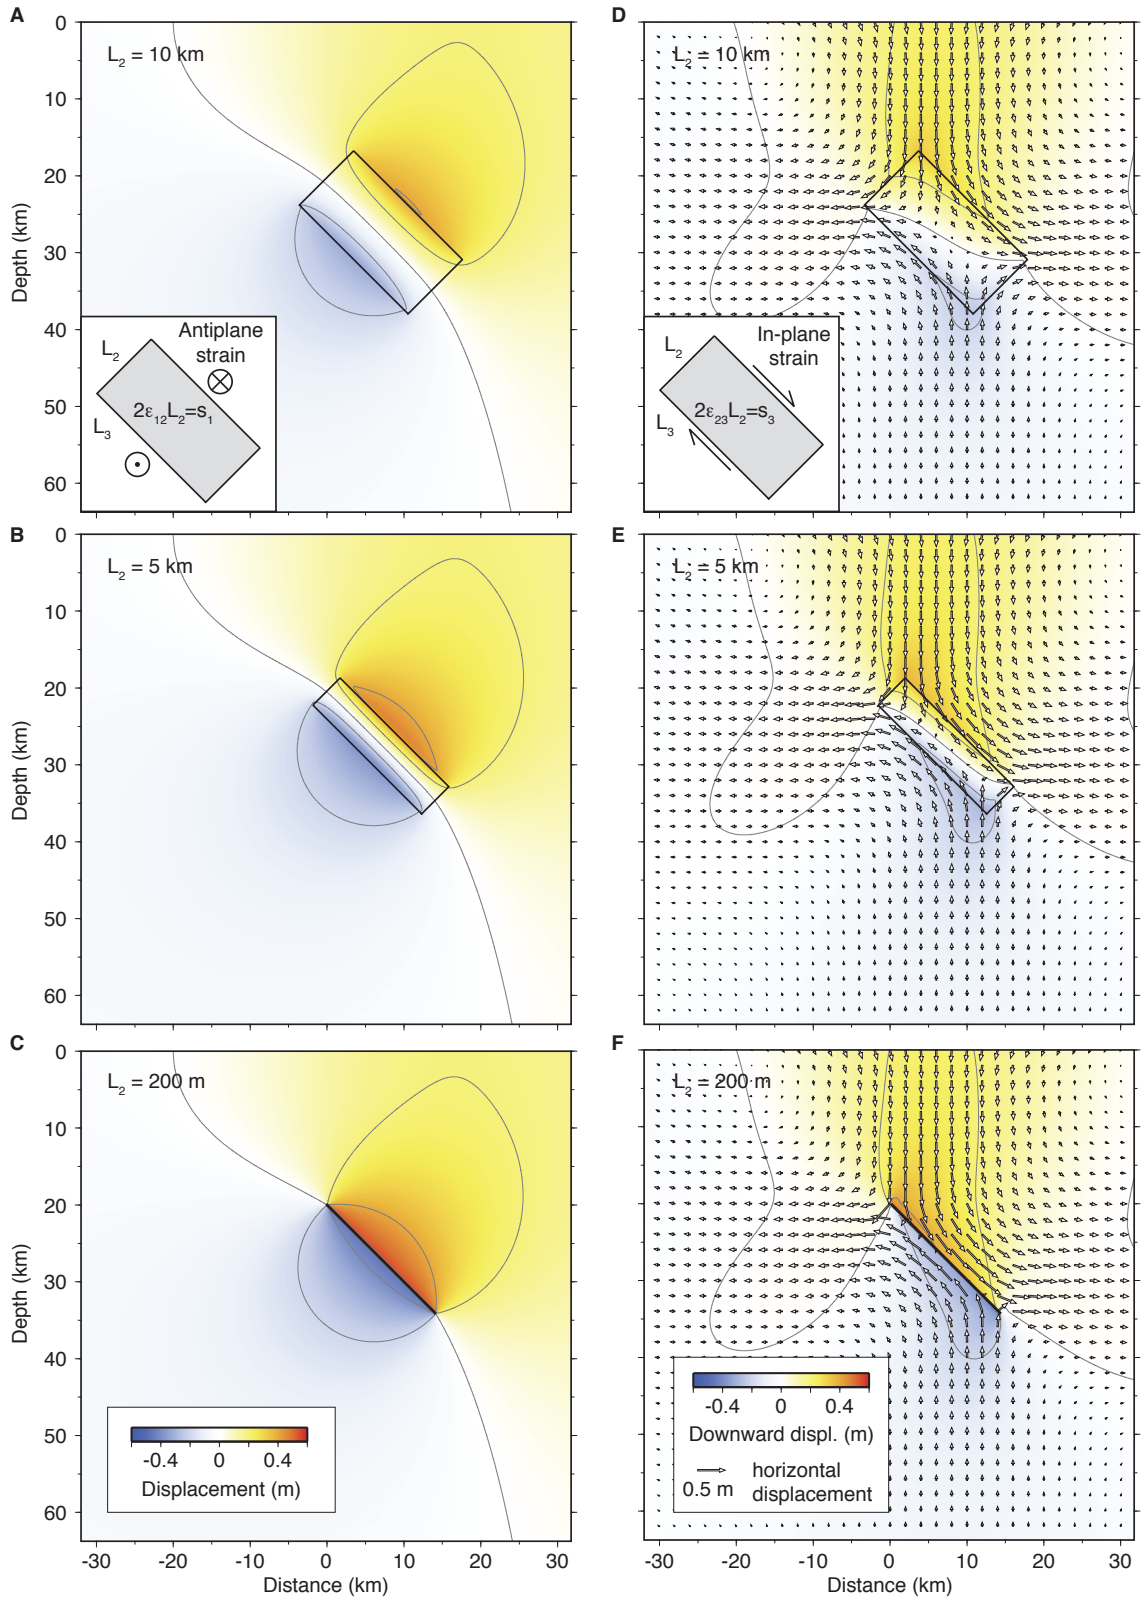 A
D
0
10
20
30
40
50
60
Depth (km)
L2 = 10 km
L2 = 10 km
Antiplane
strain
L2
L3
2ε12L2=s1
In-plane
strain
L2
L3
2ε23L2=s3
B
E
0
10
20
30
40
50
60
Depth (km)
L2 = 5 km
L2 = 5 km
C
F
0
10
20
30
40
50
60
Depth (km)
L2 = 200 m
L2 = 200 m
-0.4 0 0.4
Displacement (m)
-0.4 0 0.4
Downward displ. (m)
0.5 m
horizontal
displacement
-30 -20 -10 0 10 20 30
Distance (km)
-30 -20 -10 0 10 20 30
Distance (km)